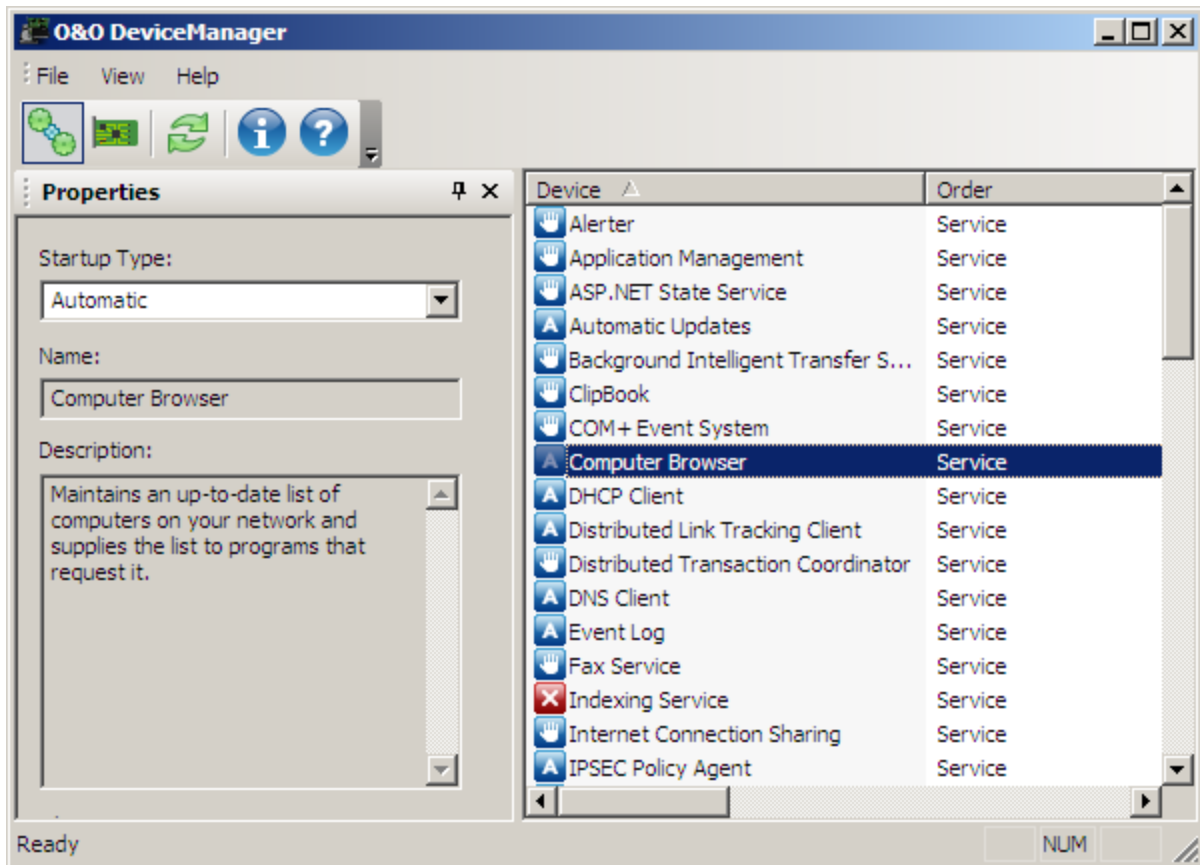 O&O DeviceManager
File View Help
Properties
Startup Type:
Automatic
Name:
Computer Browser
Description:
Maintains an up-to-date list of
computers on your network and
supplies the list to programs that
request it.
Device Order
Alerter Service
Application Management Service
ASP.NET State Service Service
A Automatic Updates Service
Background Intelligent Transfer S... Service
ClipBook Service
COM+ Event System Service
A Computer Browser Service
A DHCP Client Service
A Distributed Link Tracking Client Service
Distributed Transaction Coordinator Service
A DNS Client Service
A Event Log Service
Fax Service Service
Indexing Service Service
Internet Connection Sharing Service
A IPSEC Policy Agent Service
Ready NUM